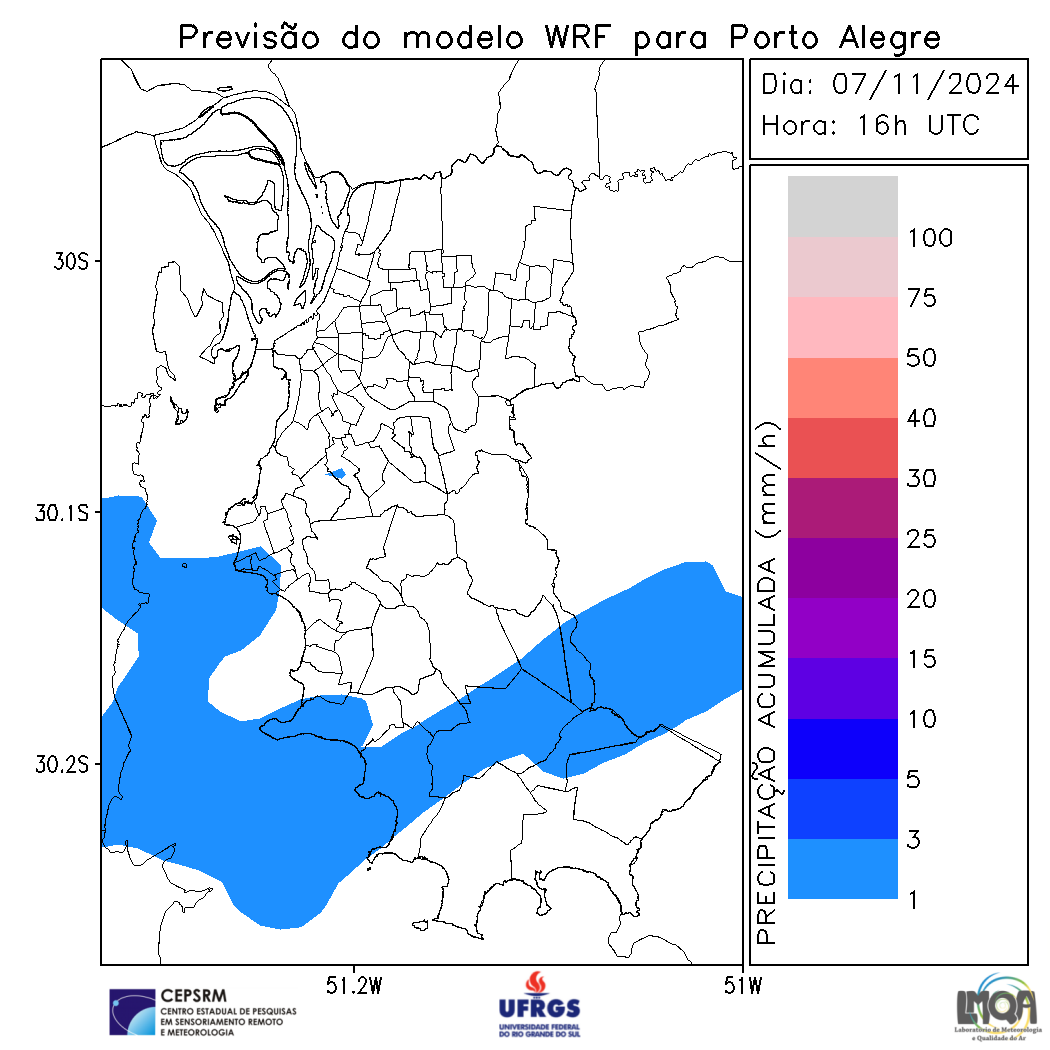 Previsão do modelo WRF para Porto Alegre
Dia: 07/11/2024
Hora: 16h UTC
30S
30.1S
30.2S
51.2W
51W
PRECIPITAÇÃO ACUMULADA (mm/h)
100
75
50
40
30
25
20
15
10
5
3
1
CEPSRM
CENTRO ESTADUAL DE PESQUISAS
EM SENSORIAMENTO REMOTO
E METEOROLOGIA
UFRGS
UNIVERSIDADE FEDERAL
DO RIO GRANDE DO SUL
LMQA
Laboratório de Meteorologia
e Qualidade do Ar